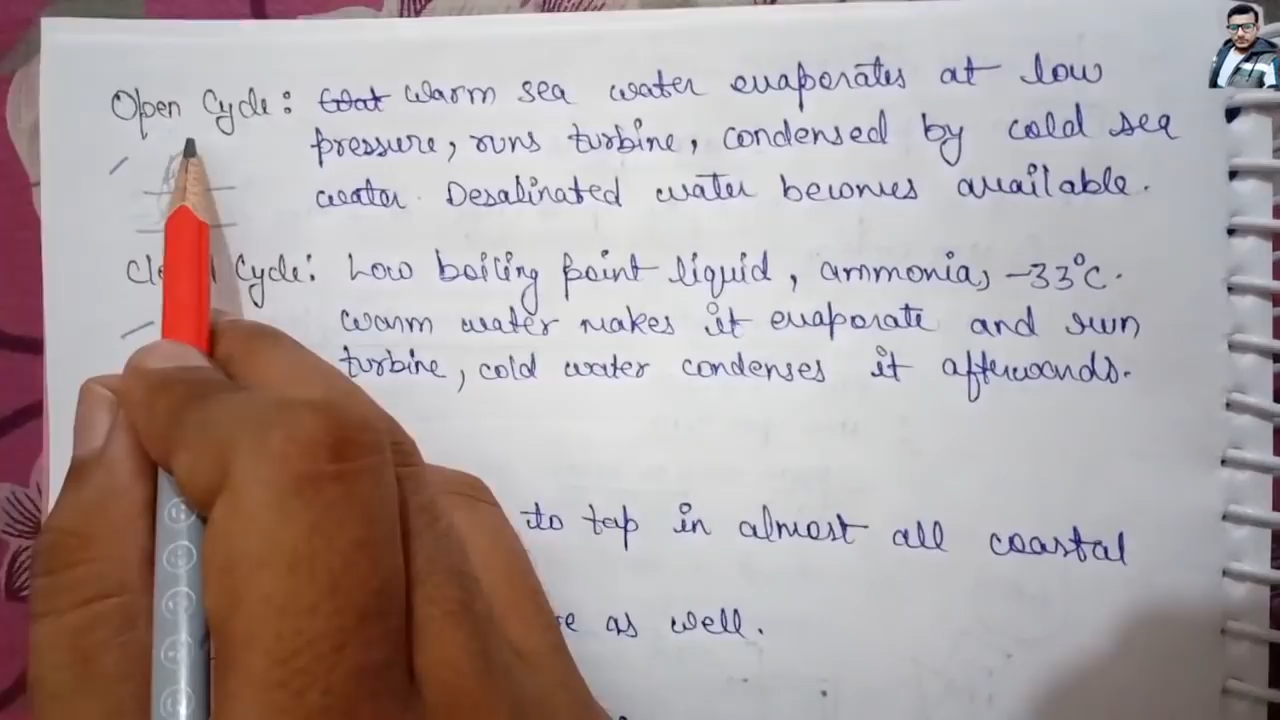 Open Cycle: What Warm sea water evaporates at low
pressure, runs turbine, condensed by cold sea
water. Desalinated water becomes available.
Cycle: Low boiling point liquid, ammonia, -33°C.
warm water makes it evaporate and run
turbine, cold water condenses it afterwards.
to tap in almost all coastal
as well.